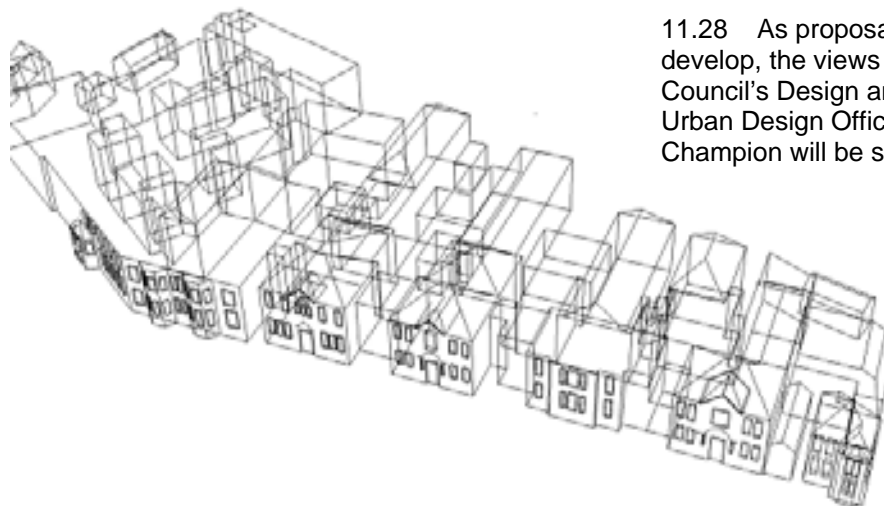 11.28 As proposa
develop, the views
Council's Design a
Urban Design Offic
Champion will be s